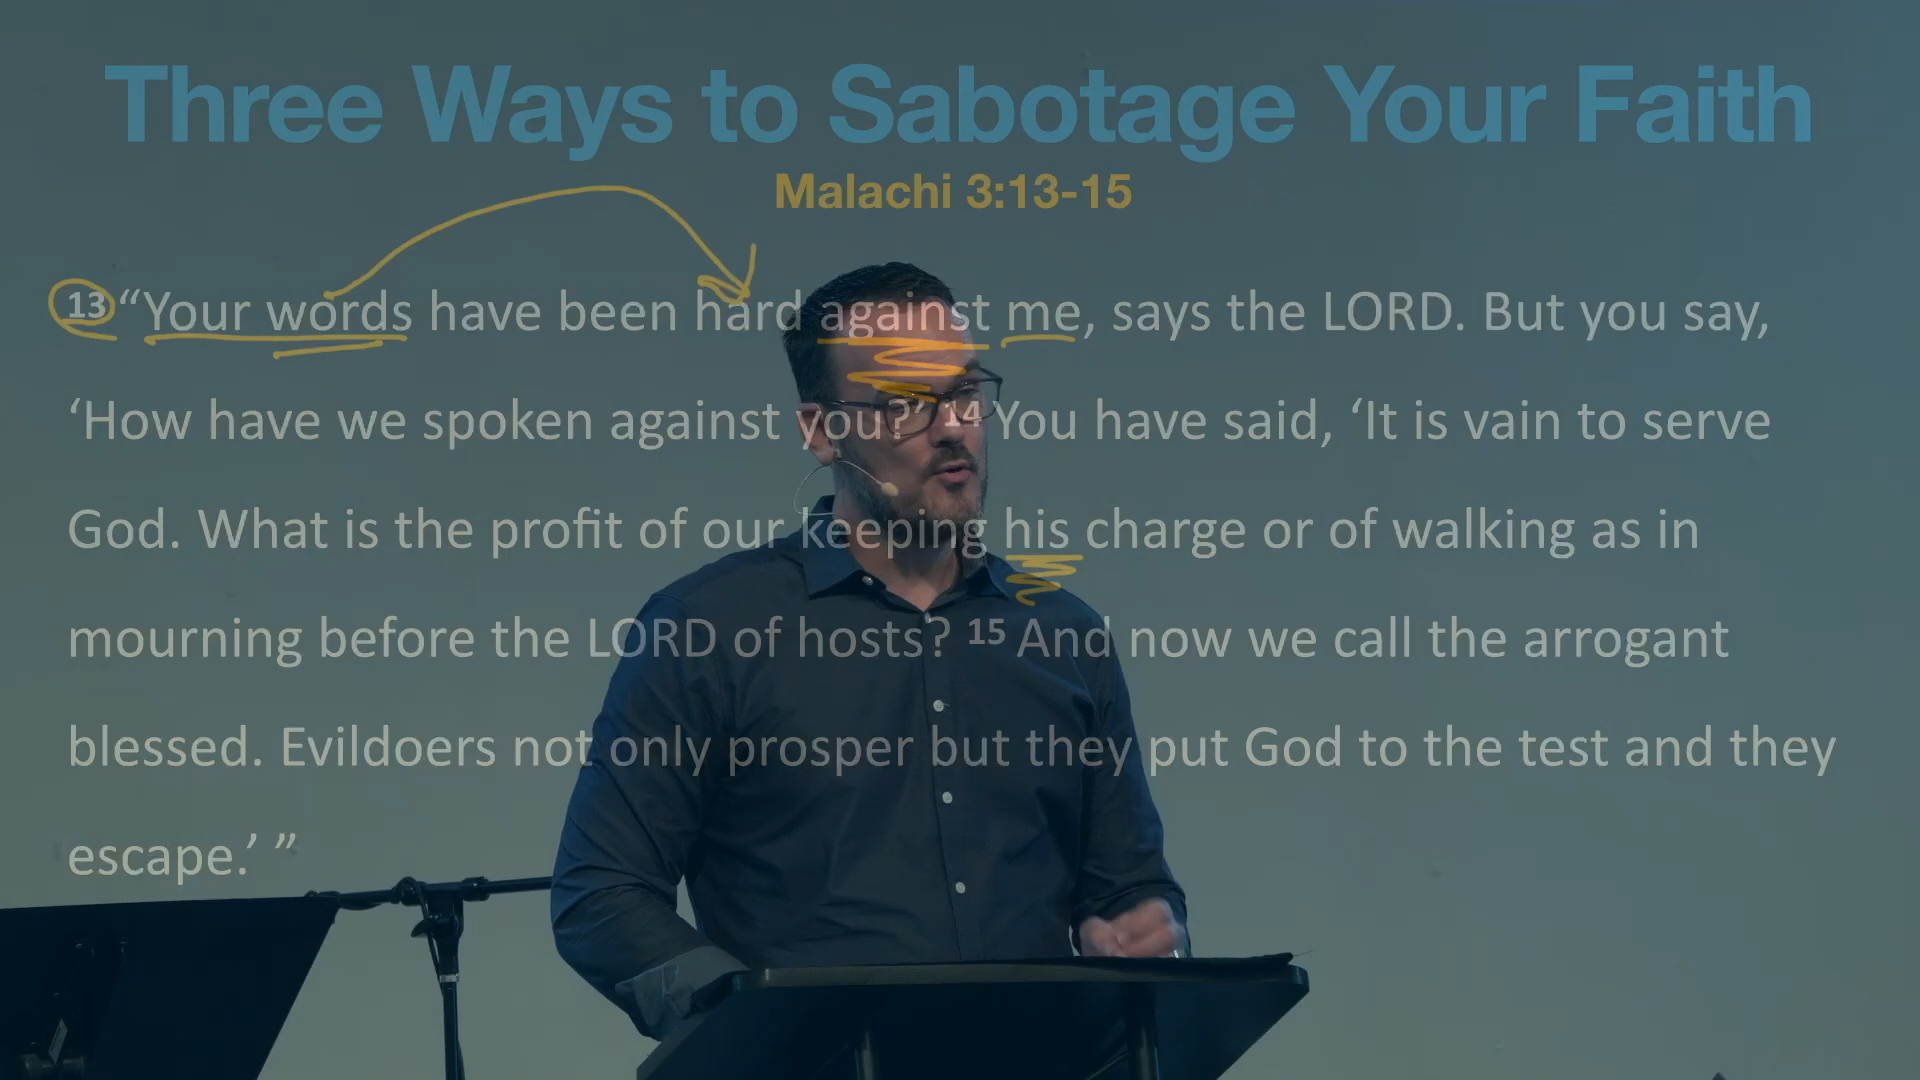 Three Ways to Sabotage Your Faith
Malachi 3:13-15
13 “Your words have been hard against me, says the LORD. But you say,
‘How have we spoken against you?’ 14 You have said, ‘It is vain to serve
God. What is the profit of our keeping his charge or of walking as in
mourning before the LORD of hosts? 15 And now we call the arrogant
blessed. Evildoers not only prosper but they put God to the test and they
escape.’ ”